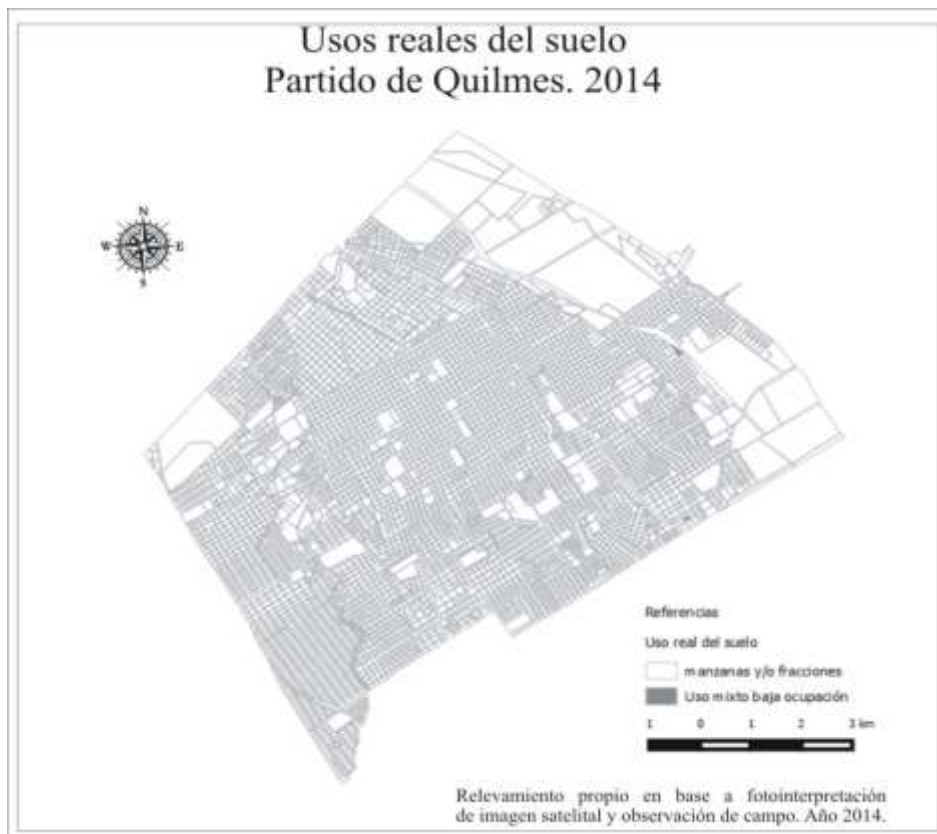 Usos reales del suelo
Partido de Quilmes. 2014
N
W
E
S
Referencias
Uso real del suelo
manzanas y/o fracciones
Uso mixto baja ocupación
1 0 1 2 3 km
Relevamiento propio en base a fotointerpretación
de imagen satelital y observación de campo. Año 2014.